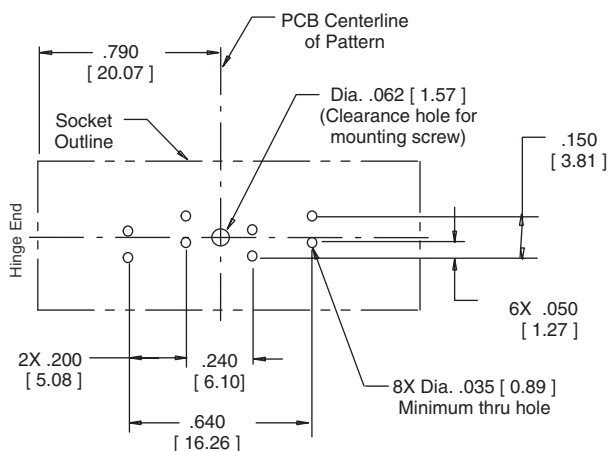 PCB Centerline
of Pattern
.790
[ 20.07 ]
Dia. .062 [ 1.57 ]
(Clearance hole for
mounting screw)
Socket
Outline
.150
[ 3.81 ]
Hinge End
6X .050
[ 1.27 ]
2X .200
[ 5.08 ]
.240
[ 6.10]
8X Dia. .035 [ 0.89 ]
Minimum thru hole
.640
[ 16.26 ]